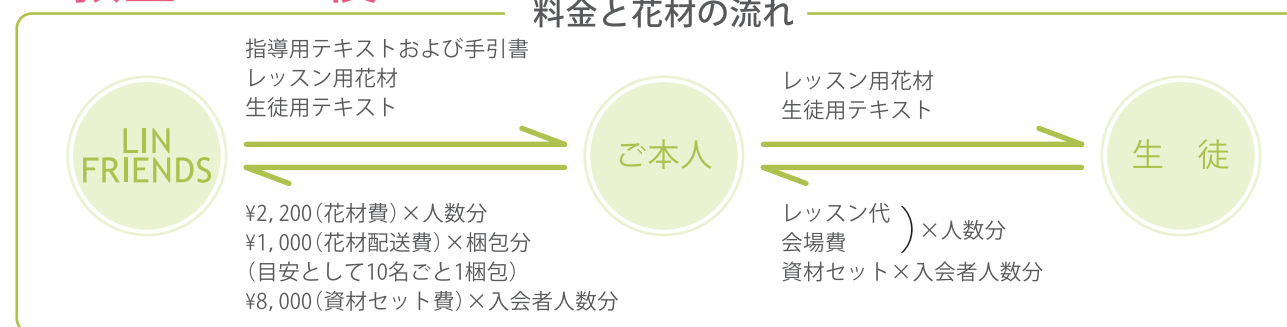 料金と花材の流れ
指導用テキストおよび手引書
レッスン用花材
生徒用テキスト
LIN
FRIENDS
¥2,200(花材費)×人数分
¥1,000(花材配送費)×梱包分
(目安として10名ごと1梱包)
¥8,000(資材セット費)×入会者人数分
ご本人
レッスン用花材
生徒用テキスト
レッスン代
会場費
)×人数分
資材セット×入会者人数分
生 徒